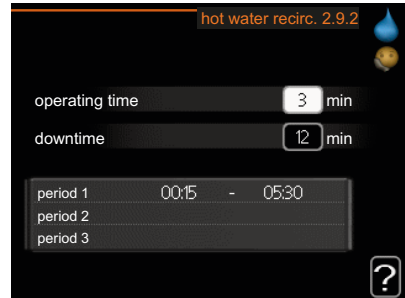 hot water recirc. 2.9.2
operating time 3 min
downtime 12 min
period 1 00:15 - 05:30
period 2
period 3
?